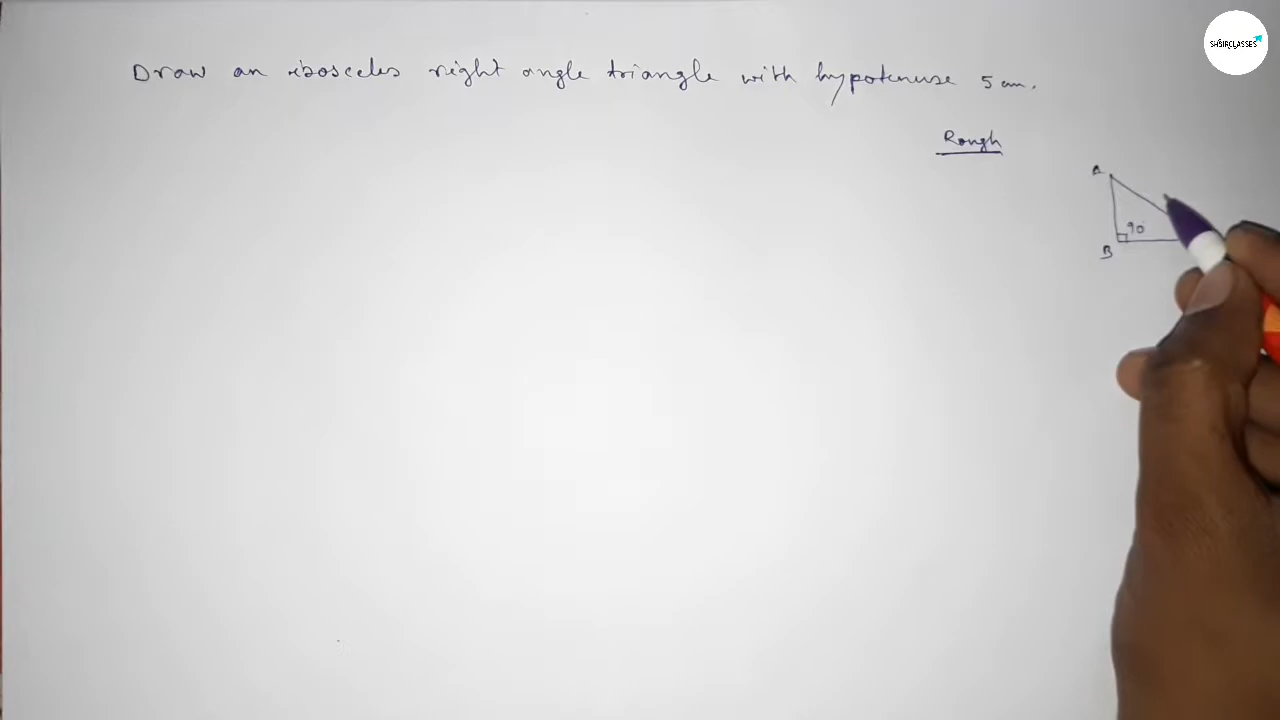 SHSIRCLASSES
Draw an isosceles right angle triangle with hypotenuse 5 cm.
Rough
A
90°
B